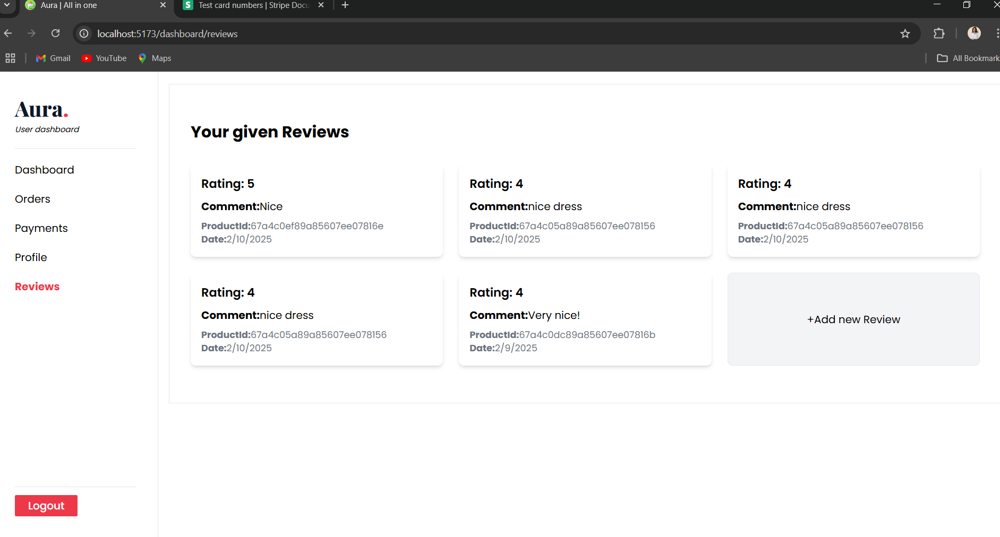 Aura | All in one
Test card numbers | Stripe Docu
localhost:5173/dashboard/reviews
Gmail
YouTube
Maps
All Bookmark
Aura.
User dashboard
Dashboard
Orders
Payments
Profile
Reviews
Logout
Your given Reviews
Rating: 5
Comment:Nice
ProductId:67a4c0ef89a85607ee07816e
Date:2/10/2025
Rating: 4
Comment:nice dress
ProductId:67a4c05a89a85607ee078156
Date:2/10/2025
Rating: 4
Comment:nice dress
ProductId:67a4c05a89a85607ee078156
Date:2/10/2025
Rating: 4
Comment:nice dress
ProductId:67a4c05a89a85607ee078156
Date:2/10/2025
Rating: 4
Comment:Very nice!
ProductId:67a4c0dc89a85607ee07816b
Date:2/9/2025
+Add new Review